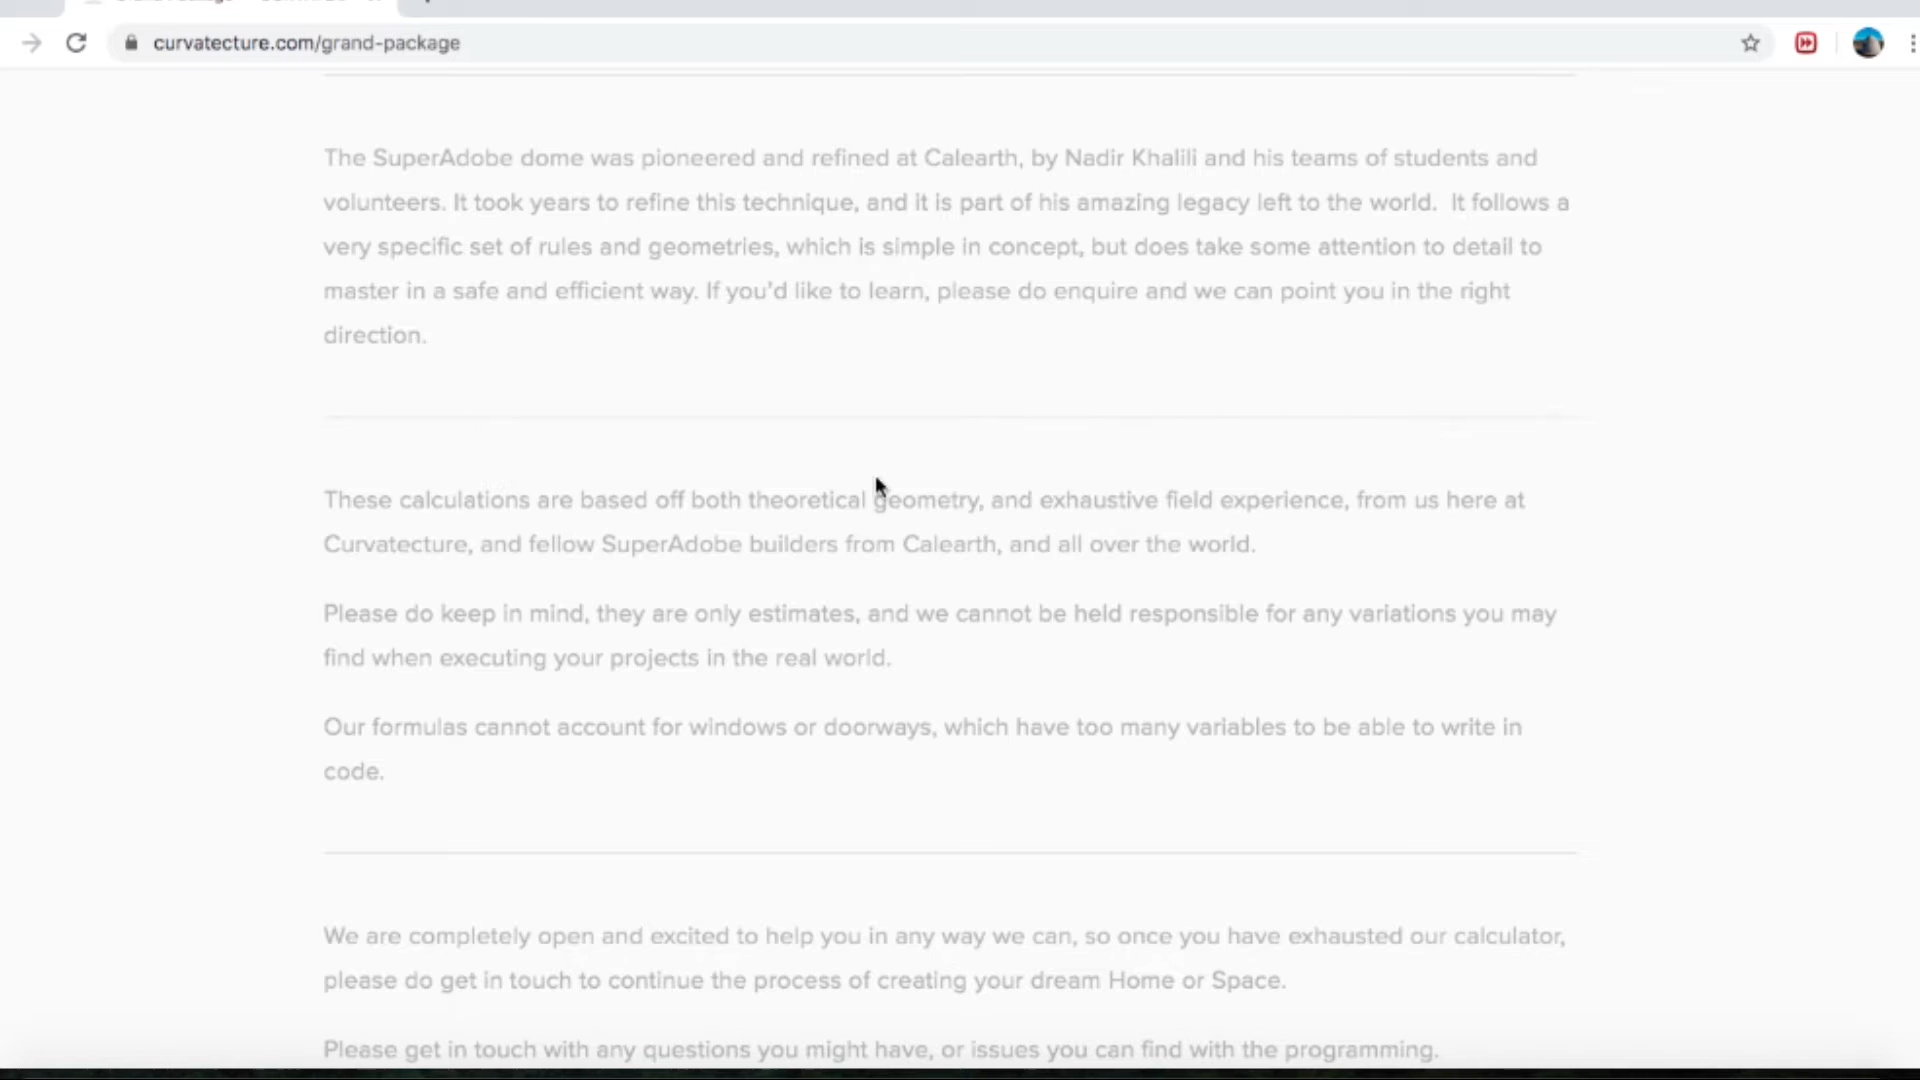 curvatecture.com/grand-package
The SuperAdobe dome was pioneered and refined at Calearth, by Nadir Khalili and his teams of students and
volunteers. It took years to refine this technique, and it is part of his amazing legacy left to the world. It follows a
very specific set of rules and geometries, which is simple in concept, but does take some attention to detail to
master in a safe and efficient way. If you'd like to learn, please do enquire and we can point you in the right
direction.
These calculations are based off both theoretical geometry, and exhaustive field experience, from us here at
Curvatecture, and fellow SuperAdobe builders from Calearth, and all over the world.
Please do keep in mind, they are only estimates, and we cannot be held responsible for any variations you may
find when executing your projects in the real world.
Our formulas cannot account for windows or doorways, which have too many variables to be able to write in
code.
We are completely open and excited to help you in any way we can, so once you have exhausted our calculator,
please do get in touch to continue the process of creating your dream Home or Space.
Please get in touch with any questions you might have, or issues you can find with the programming.